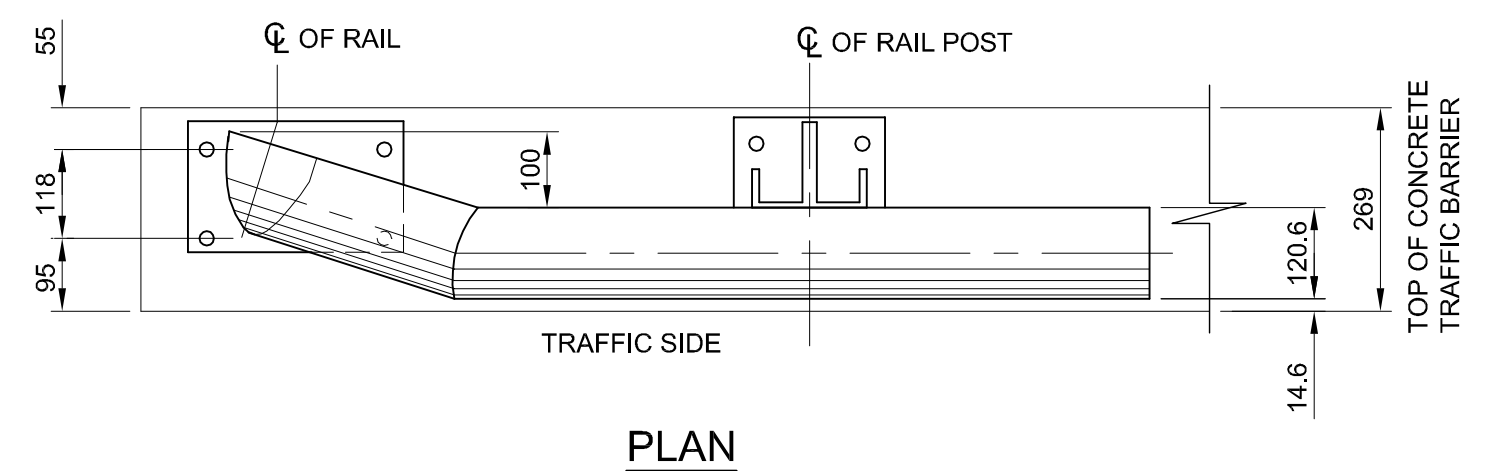 ℄ OF RAIL
℄ OF RAIL POST
55
118
95
100
269
120.6
14.6
TOP OF CONCRETE
TRAFFIC BARRIER
TRAFFIC SIDE
PLAN